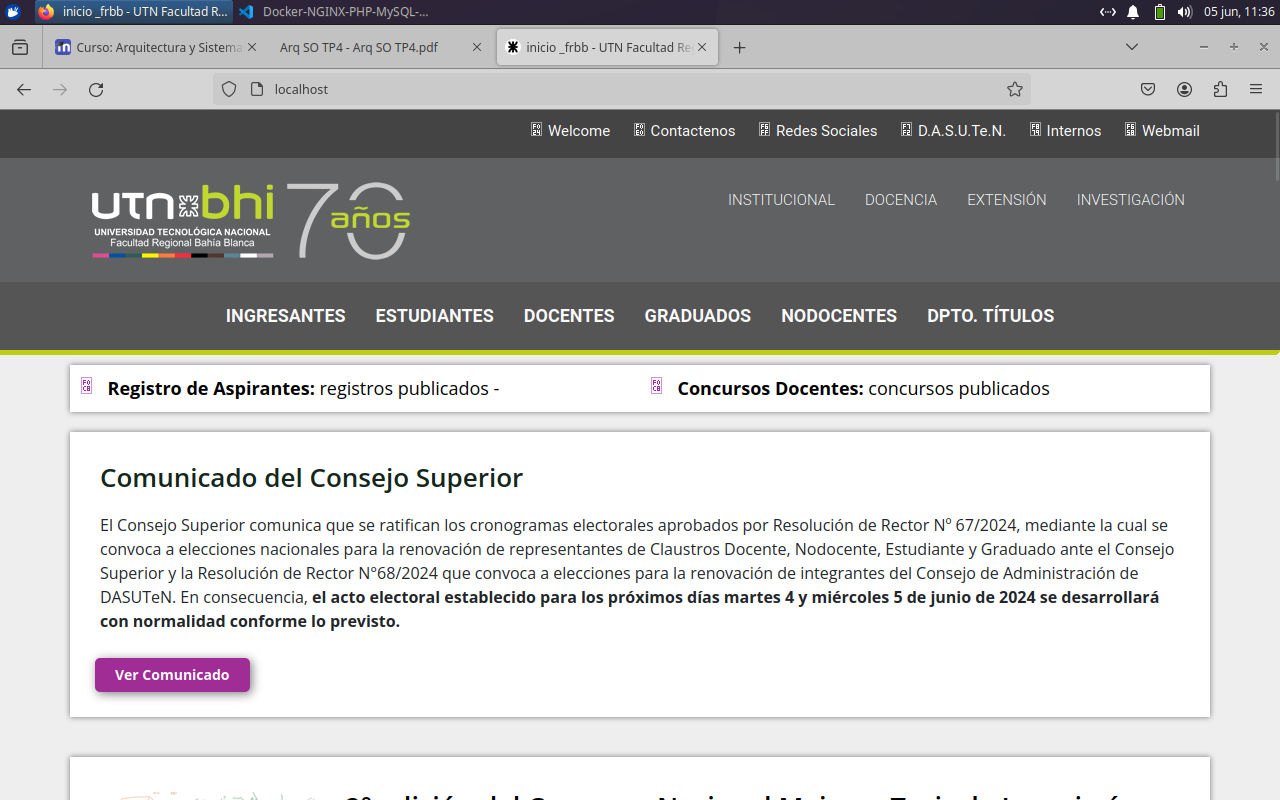 inicio _frbb - UTN Facultad R...
Docker-NGINX-PHP-MySQL-...
05 jun, 11:36
Curso: Arquitectura y Sistema
Arq SO TP4 - Arq SO TP4.pdf
inicio _frbb - UTN Facultad Re
localhost
Welcome
Contactenos
Redes Sociales
D.A.S.U.Te.N.
Internos
Webmail
UTN bhi 70 años
UNIVERSIDAD TECNOLÓGICA NACIONAL
Facultad Regional Bahía Blanca
INSTITUCIONAL
DOCENCIA
EXTENSIÓN
INVESTIGACIÓN
INGRESANTES
ESTUDIANTES
DOCENTES
GRADUADOS
NODOCENTES
DPTO. TÍTULOS
Registro de Aspirantes: registros publicados -
Concursos Docentes: concursos publicados
Comunicado del Consejo Superior
El Consejo Superior comunica que se ratifican los cronogramas electorales aprobados por Resolución de Rector Nº 67/2024, mediante la cual se
convoca a elecciones nacionales para la renovación de representantes de Claustros Docente, Nodocente, Estudiante y Graduado ante el Consejo
Superior y la Resolución de Rector N°68/2024 que convoca a elecciones para la renovación de integrantes del Consejo de Administración de
DASUTeN. En consecuencia, el acto electoral establecido para los próximos días martes 4 y miércoles 5 de junio de 2024 se desarrollará
con normalidad conforme lo previsto.
Ver Comunicado